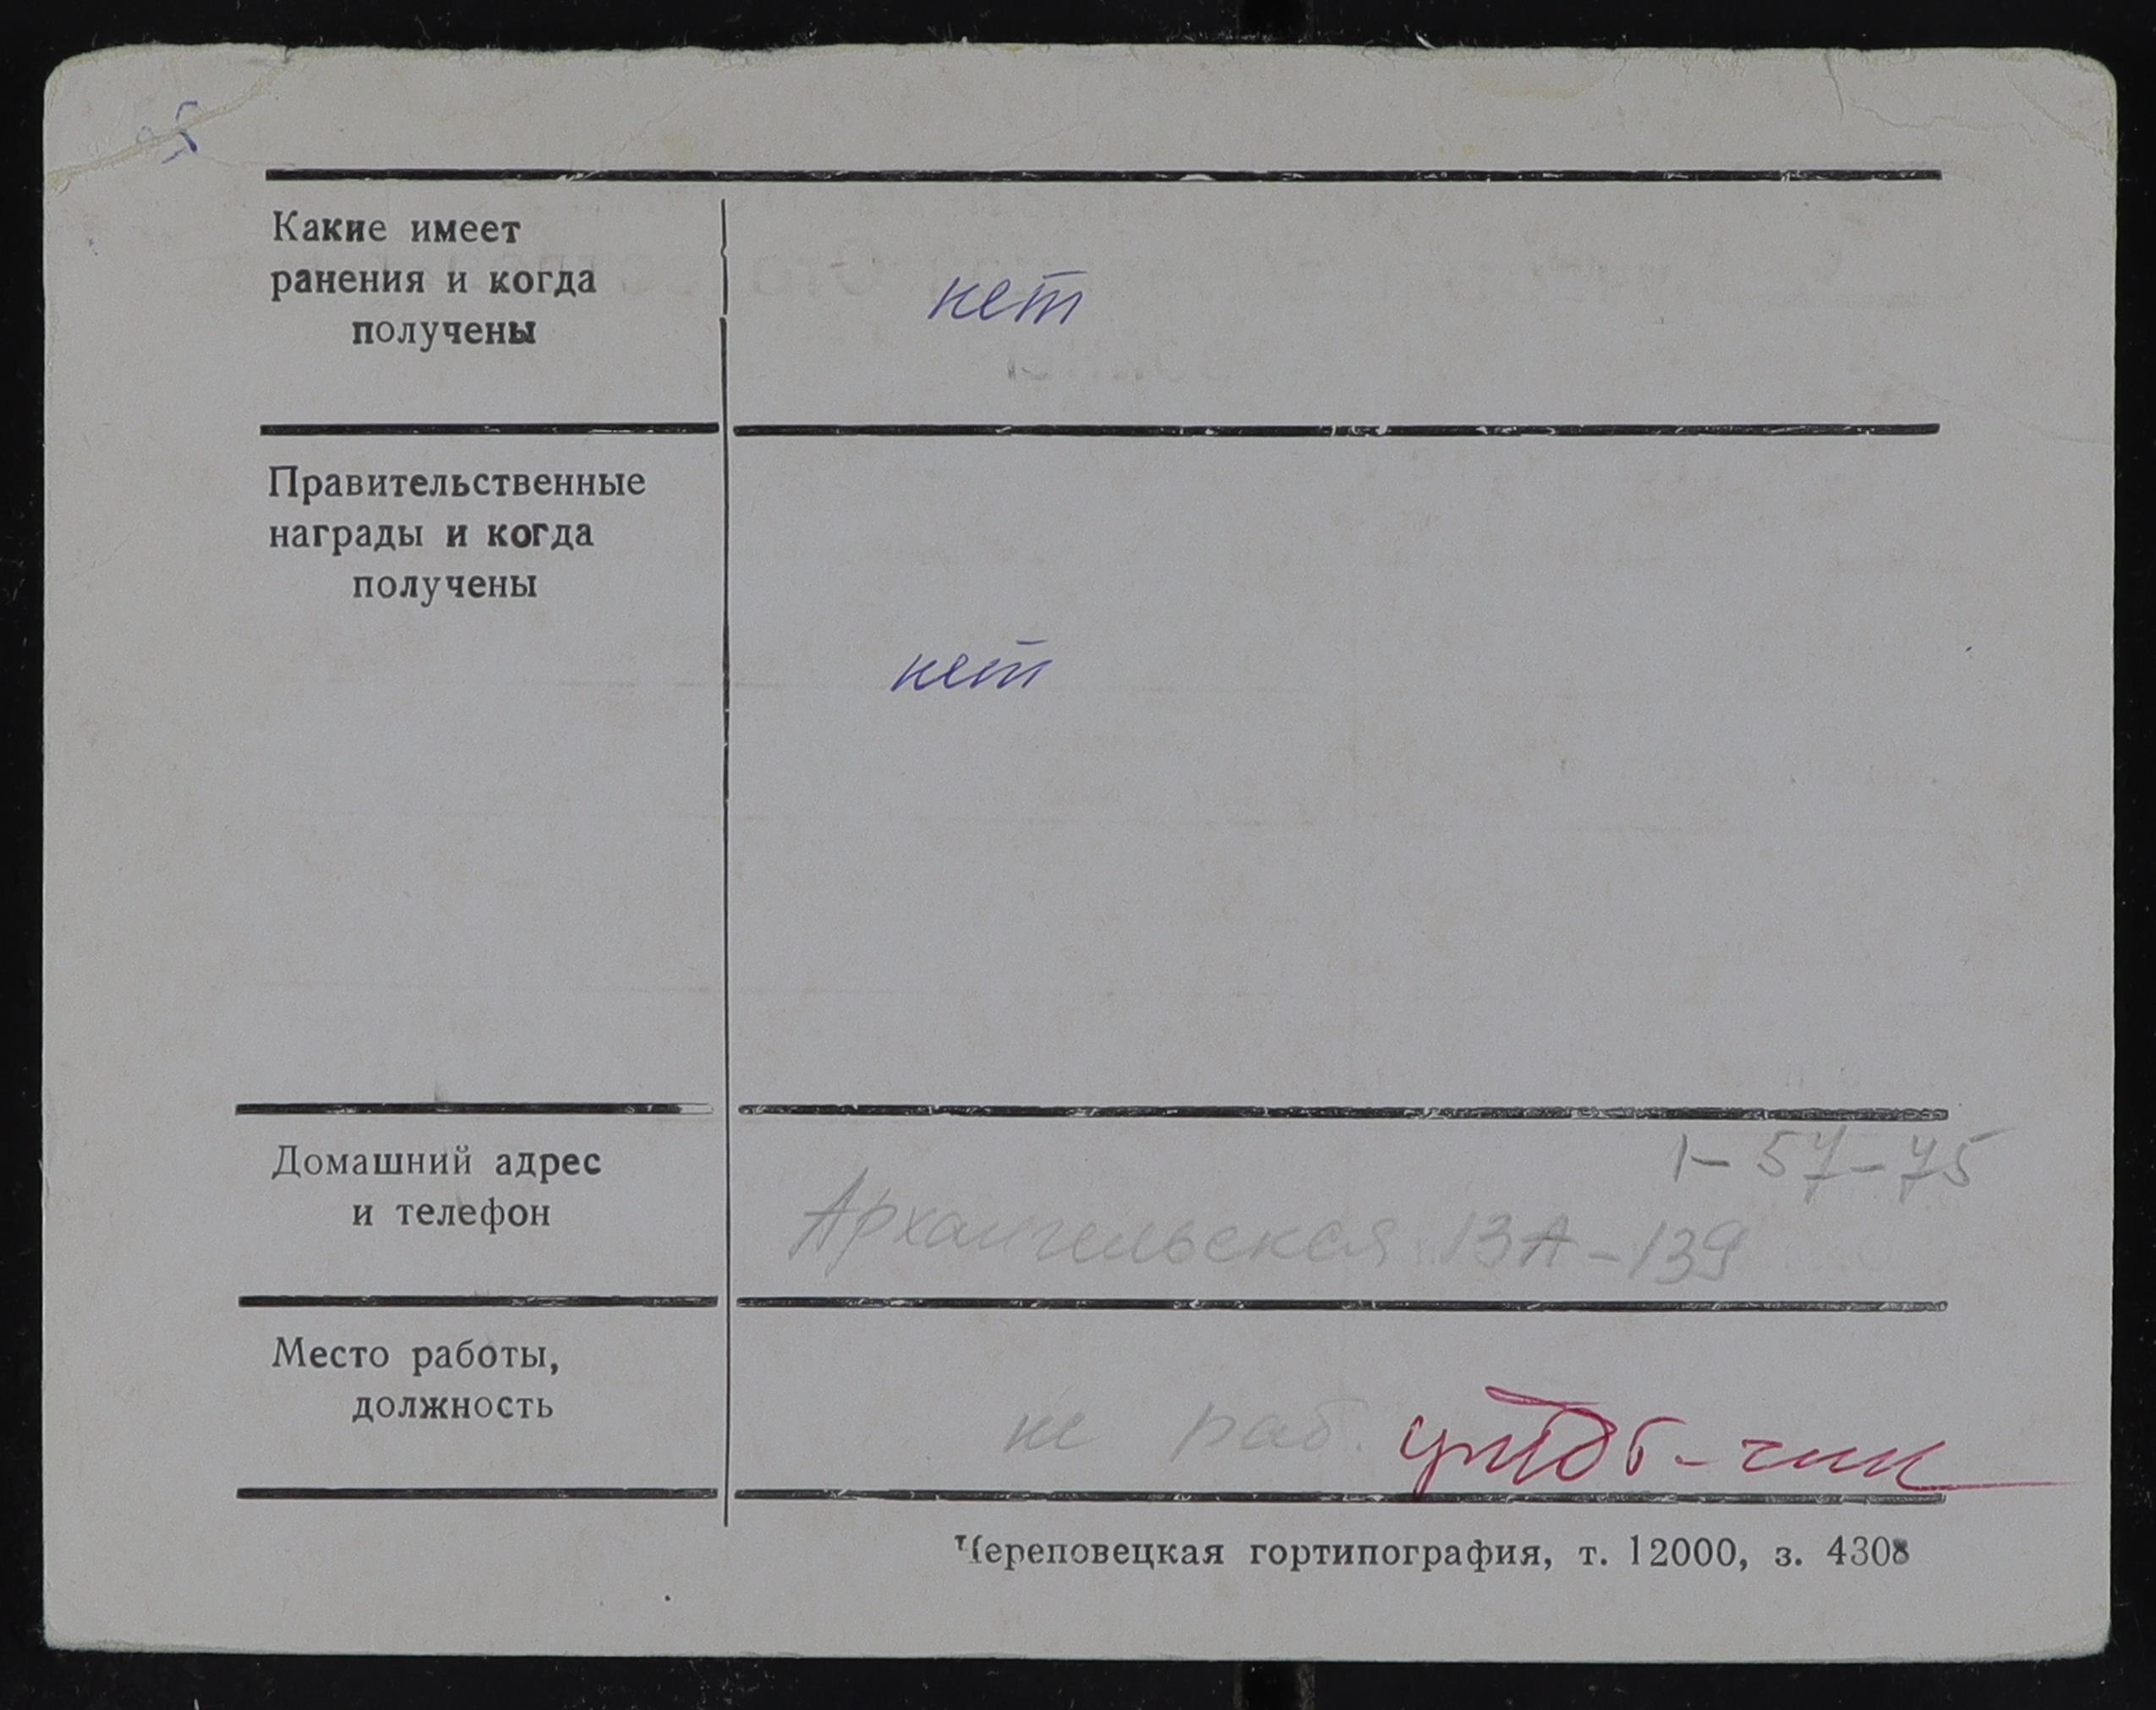 Какие имеет
ранения и когда
получены
нет
Правительственные
награды и когда
получены
нет
Домашний адрес
и телефон
1-57-75
Архангельская 13А-139
Место работы,
должность
не раб.
Череповецкая гортипография, т. 12000, з. 4308